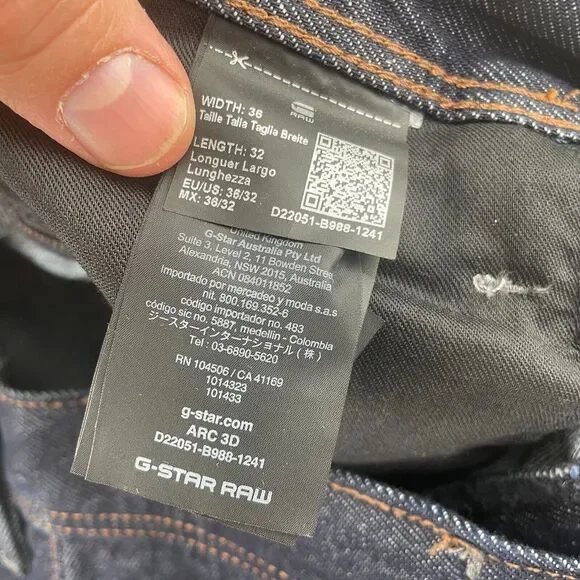 WIDTH: 36
Taille Talla Taglia Breite
RAW
LENGTH: 32
Longuer Largo
Lunghezza
EU/US: 36/32
MX: 36/32
D22051-B988-1241
United Kingdom
G-Star Australia Pty Ltd
Suite 3, Level 2, 11 Bowden Street
Alexandria, NSW 2015, Australia
ACN 084011852
Importado por mercadeo y moda s.a.s
nit. 800.169.352-6
código importador no. 483
código sic no. 5887, medellin - Colombia
ジースターインターナショナル (株)
Tel : 03-6890-5620
RN 104506 / CA 41169
1014323
101433
g-star.com
ARC 3D
D22051-B988-1241
G-STAR RAW